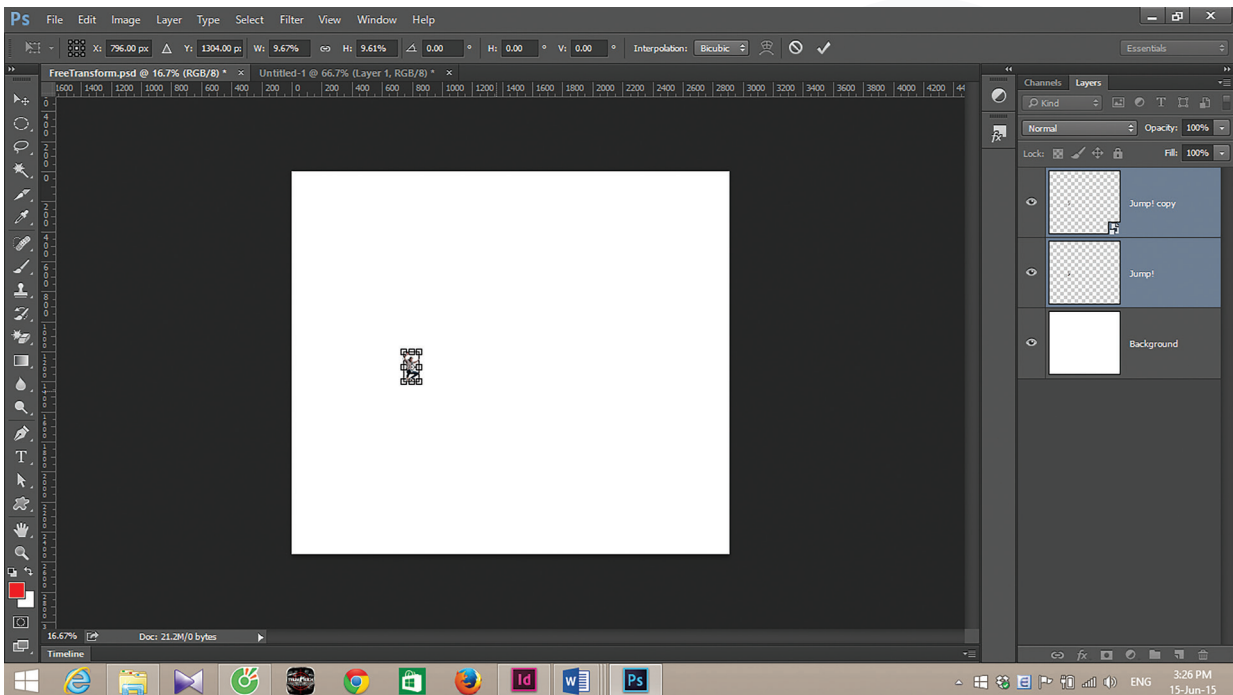 Ps File Edit Image Layer Type Select Filter View Window Help
X: 796.00 px Y: 1304.00 p: W: 9.67% H: 9.61% 0.00 ° H: 0.00 ° V: 0.00 ° Interpolation: Bicubic Essentials
FreeTransform.psd @ 16.7% (RGB/8) * × Untitled-1 @ 66.7% (Layer 1, RGB/8) * ×
1600 1400 1200 1000 800 600 400 200 0 200 400 600 800 1000 1200 1400 1600 1800 2000 2200 2400 2600 2800 3000 3200 3400 3600 3800 4000 4200 44
Channels Layers
Kind
Normal Opacity: 100%
Lock: Fill: 100%
Jump! copy
Jump!
Background
16.67% Doc: 21.2M/0 bytes
Timeline
Id W Ps ENG 3:26 PM
15-Jun-15